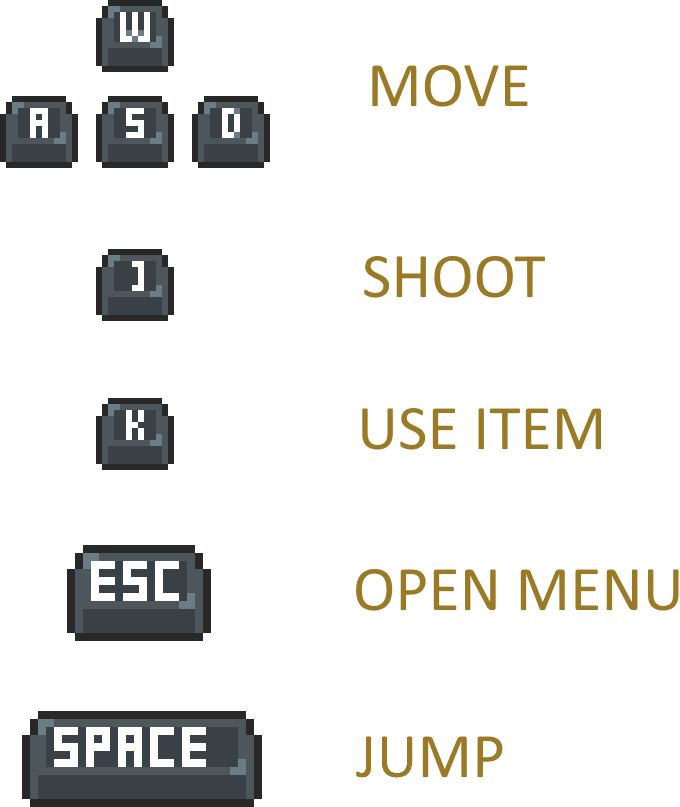 W
MOVE
A S D
J
SHOOT
K
USE ITEM
ESC
OPEN MENU
SPACE
JUMP